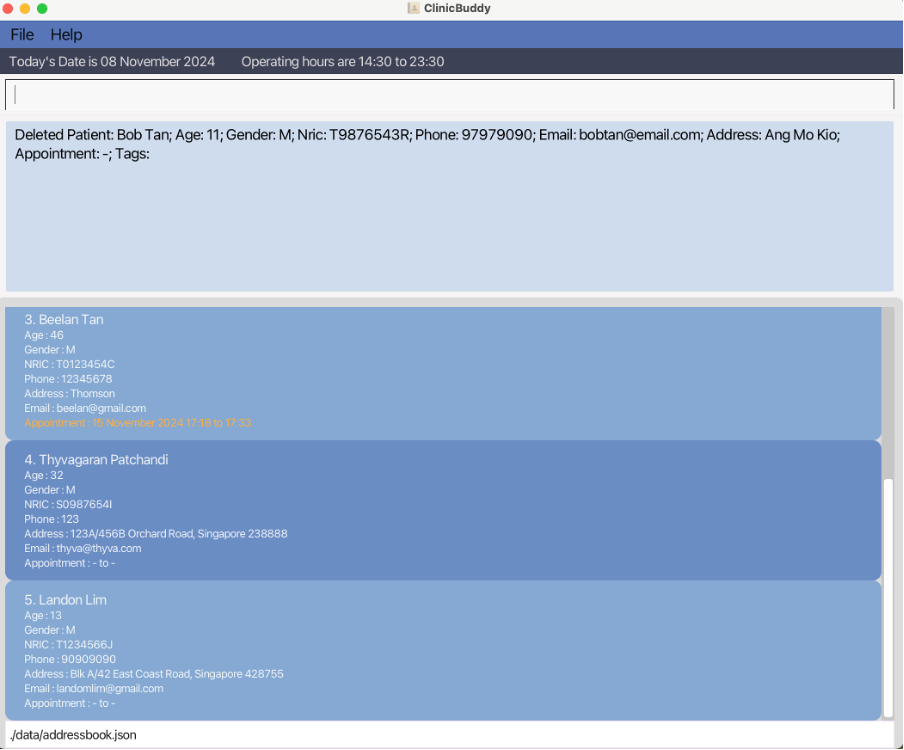 ClinicBuddy
File Help
Today's Date is 08 November 2024 Operating hours are 14:30 to 23:30
Deleted Patient: Bob Tan; Age: 11; Gender: M; Nric: T9876543R; Phone: 97979090; Email: bobtan@email.com; Address: Ang Mo Kio;
Appointment: -; Tags:
3. Beelan Tan
Age : 46
Gender : M
NRIC : T0123454C
Phone : 12345678
Address : Thomson
Email : beelan@gmail.com
Appointment : 15 November 2024 17:18 to 17:33
4. Thyvagaran Patchandi
Age : 32
Gender : M
NRIC : S0987654I
Phone : 123
Address : 123A/456B Orchard Road, Singapore 238888
Email : thyva@thyva.com
Appointment : - to -
5. Landon Lim
Age : 13
Gender : M
NRIC : T1234566J
Phone : 90909090
Address : Blk A/42 East Coast Road, Singapore 428755
Email : landomlim@gmail.com
Appointment : - to -
./data/addressbook.json